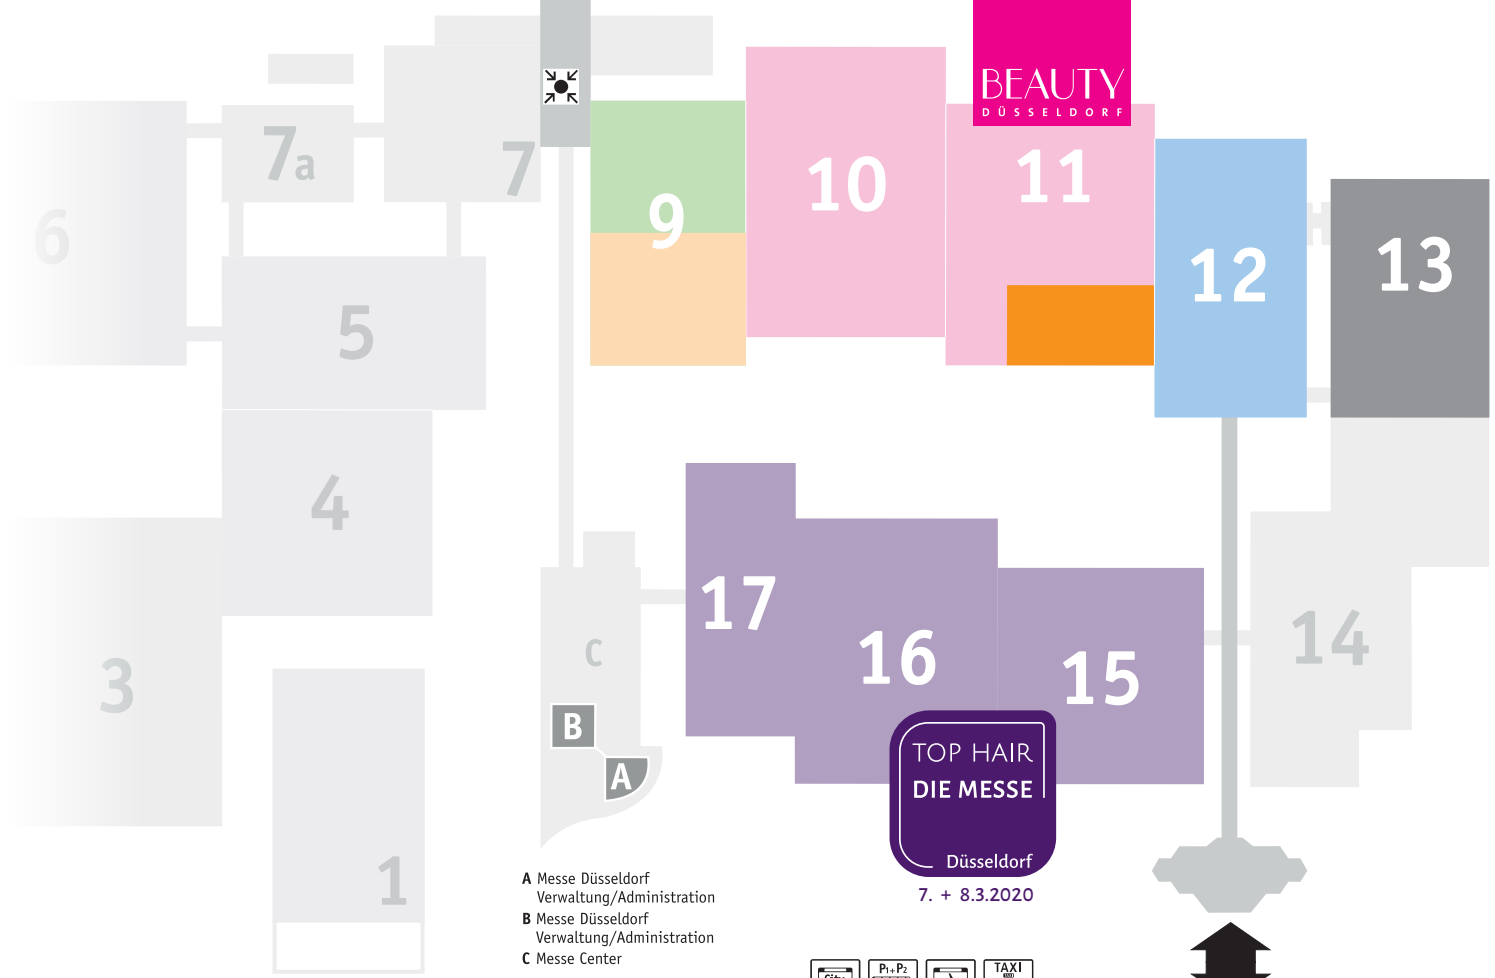 BEAUTY
DÜSSELDORF
7a
7
6
9
10
11
12
13
5
4
17
16
15
14
3
C
B
A
1
TOP HAIR
DIE MESSE
Düsseldorf
7. + 8.3.2020
A Messe Düsseldorf
Verwaltung/Administration
B Messe Düsseldorf
Verwaltung/Administration
C Messe Center
P1+P2
TAXI